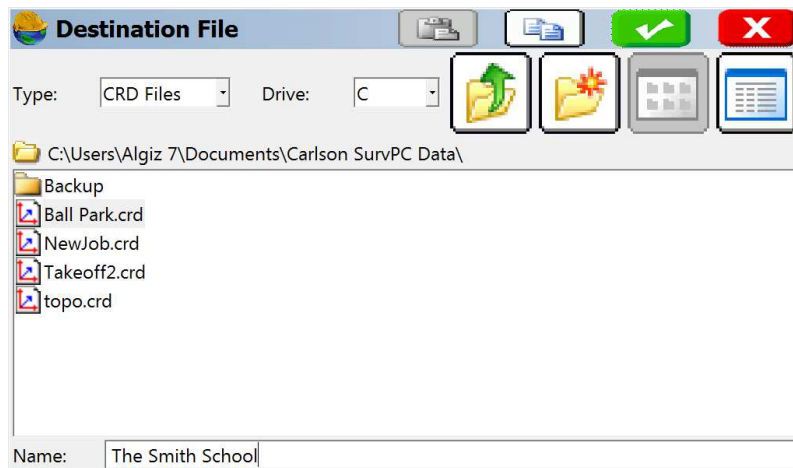 Destination File
Type: CRD Files Drive: C
C:\Users\Algiz 7\Documents\Carlson SurvPC Data\
Backup
Ball Park.crd
NewJob.crd
Takeoff2.crd
topo.crd
Name: The Smith School